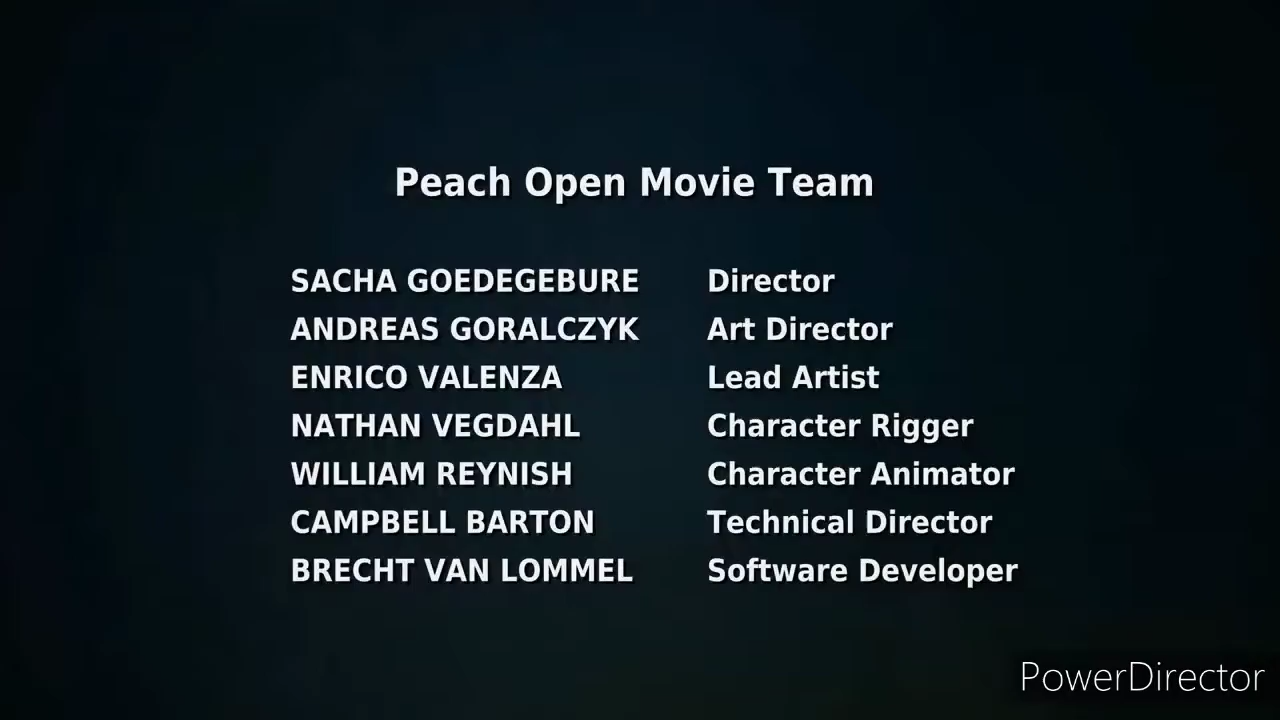 Peach Open Movie Team
SACHA GOEDEGEBURE Director
ANDREAS GORALCZYK Art Director
ENRICO VALENZA Lead Artist
NATHAN VEGDAHL Character Rigger
WILLIAM REYNISH Character Animator
CAMPBELL BARTON Technical Director
BRECHT VAN LOMMEL Software Developer
PowerDirector